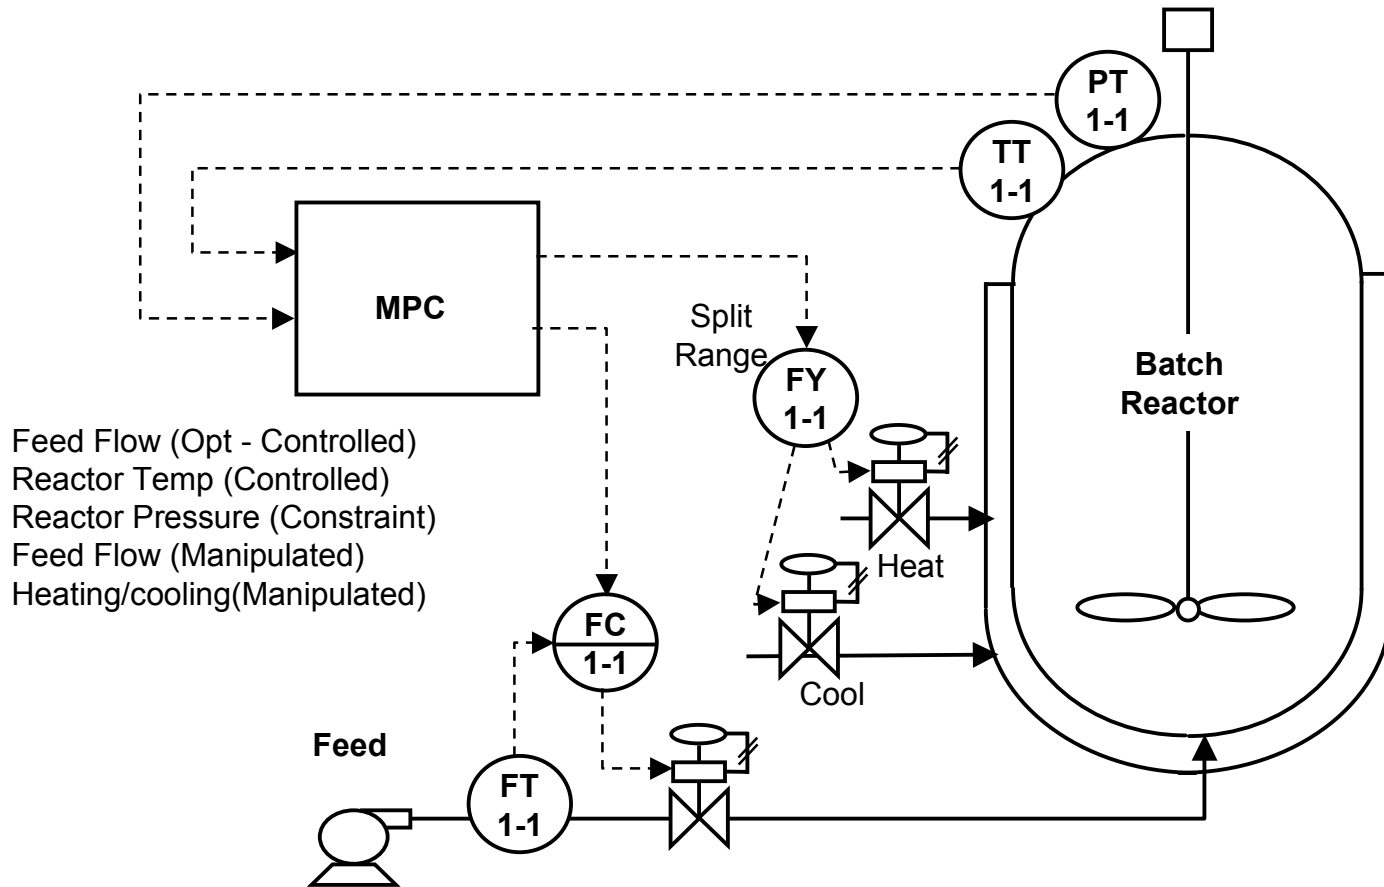 PT
1-1
TT
1-1
MPC
Split
Range
FY
1-1
Batch
Reactor
Feed Flow (Opt - Controlled)
Reactor Temp (Controlled)
Reactor Pressure (Constraint)
Feed Flow (Manipulated)
Heating/cooling(Manipulated)
Heat
FC
1-1
Cool
Feed
FT
1-1